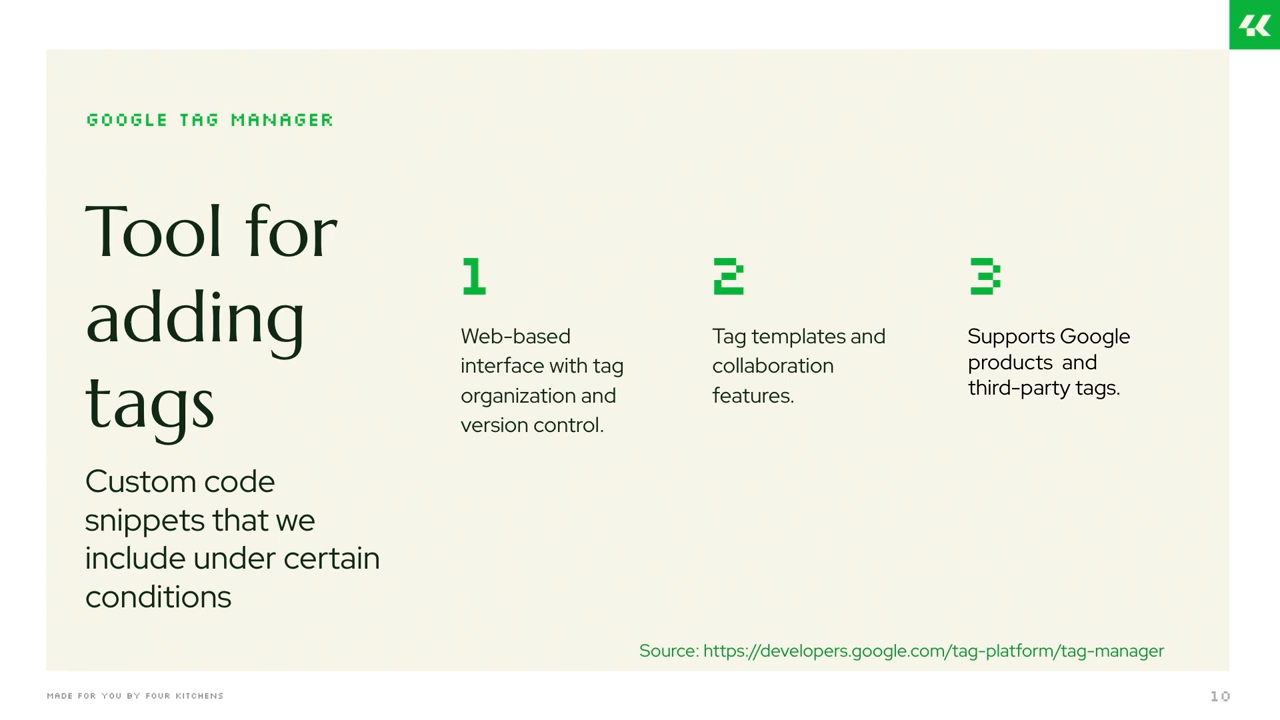 GOOGLE TAG MANAGER
Tool for
adding
tags
Custom code
snippets that we
include under certain
conditions
1
Web-based
interface with tag
organization and
version control.
2
Tag templates and
collaboration
features.
3
Supports Google
products and
third-party tags.
Source: https://developers.google.com/tag-platform/tag-manager
MADE FOR YOU BY FOUR KITCHENS
10